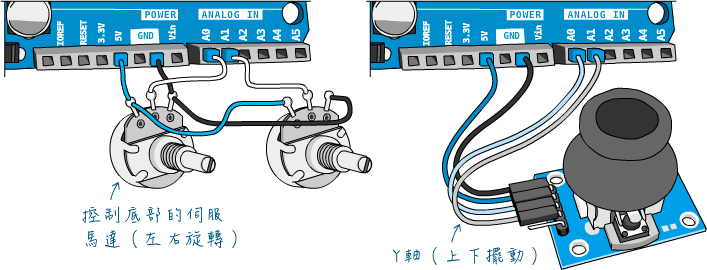 POWER
ANALOG IN
IOREF
RESET
3.3V
5V
GND
Vin
A0
A1
A2
A3
A4
A5
控制底部的伺服
馬達（左右旋轉）
POWER
ANALOG IN
IOREF
RESET
3.3V
5V
GND
Vin
A0
A1
A2
A3
A4
A5
Y軸（上下擺動）